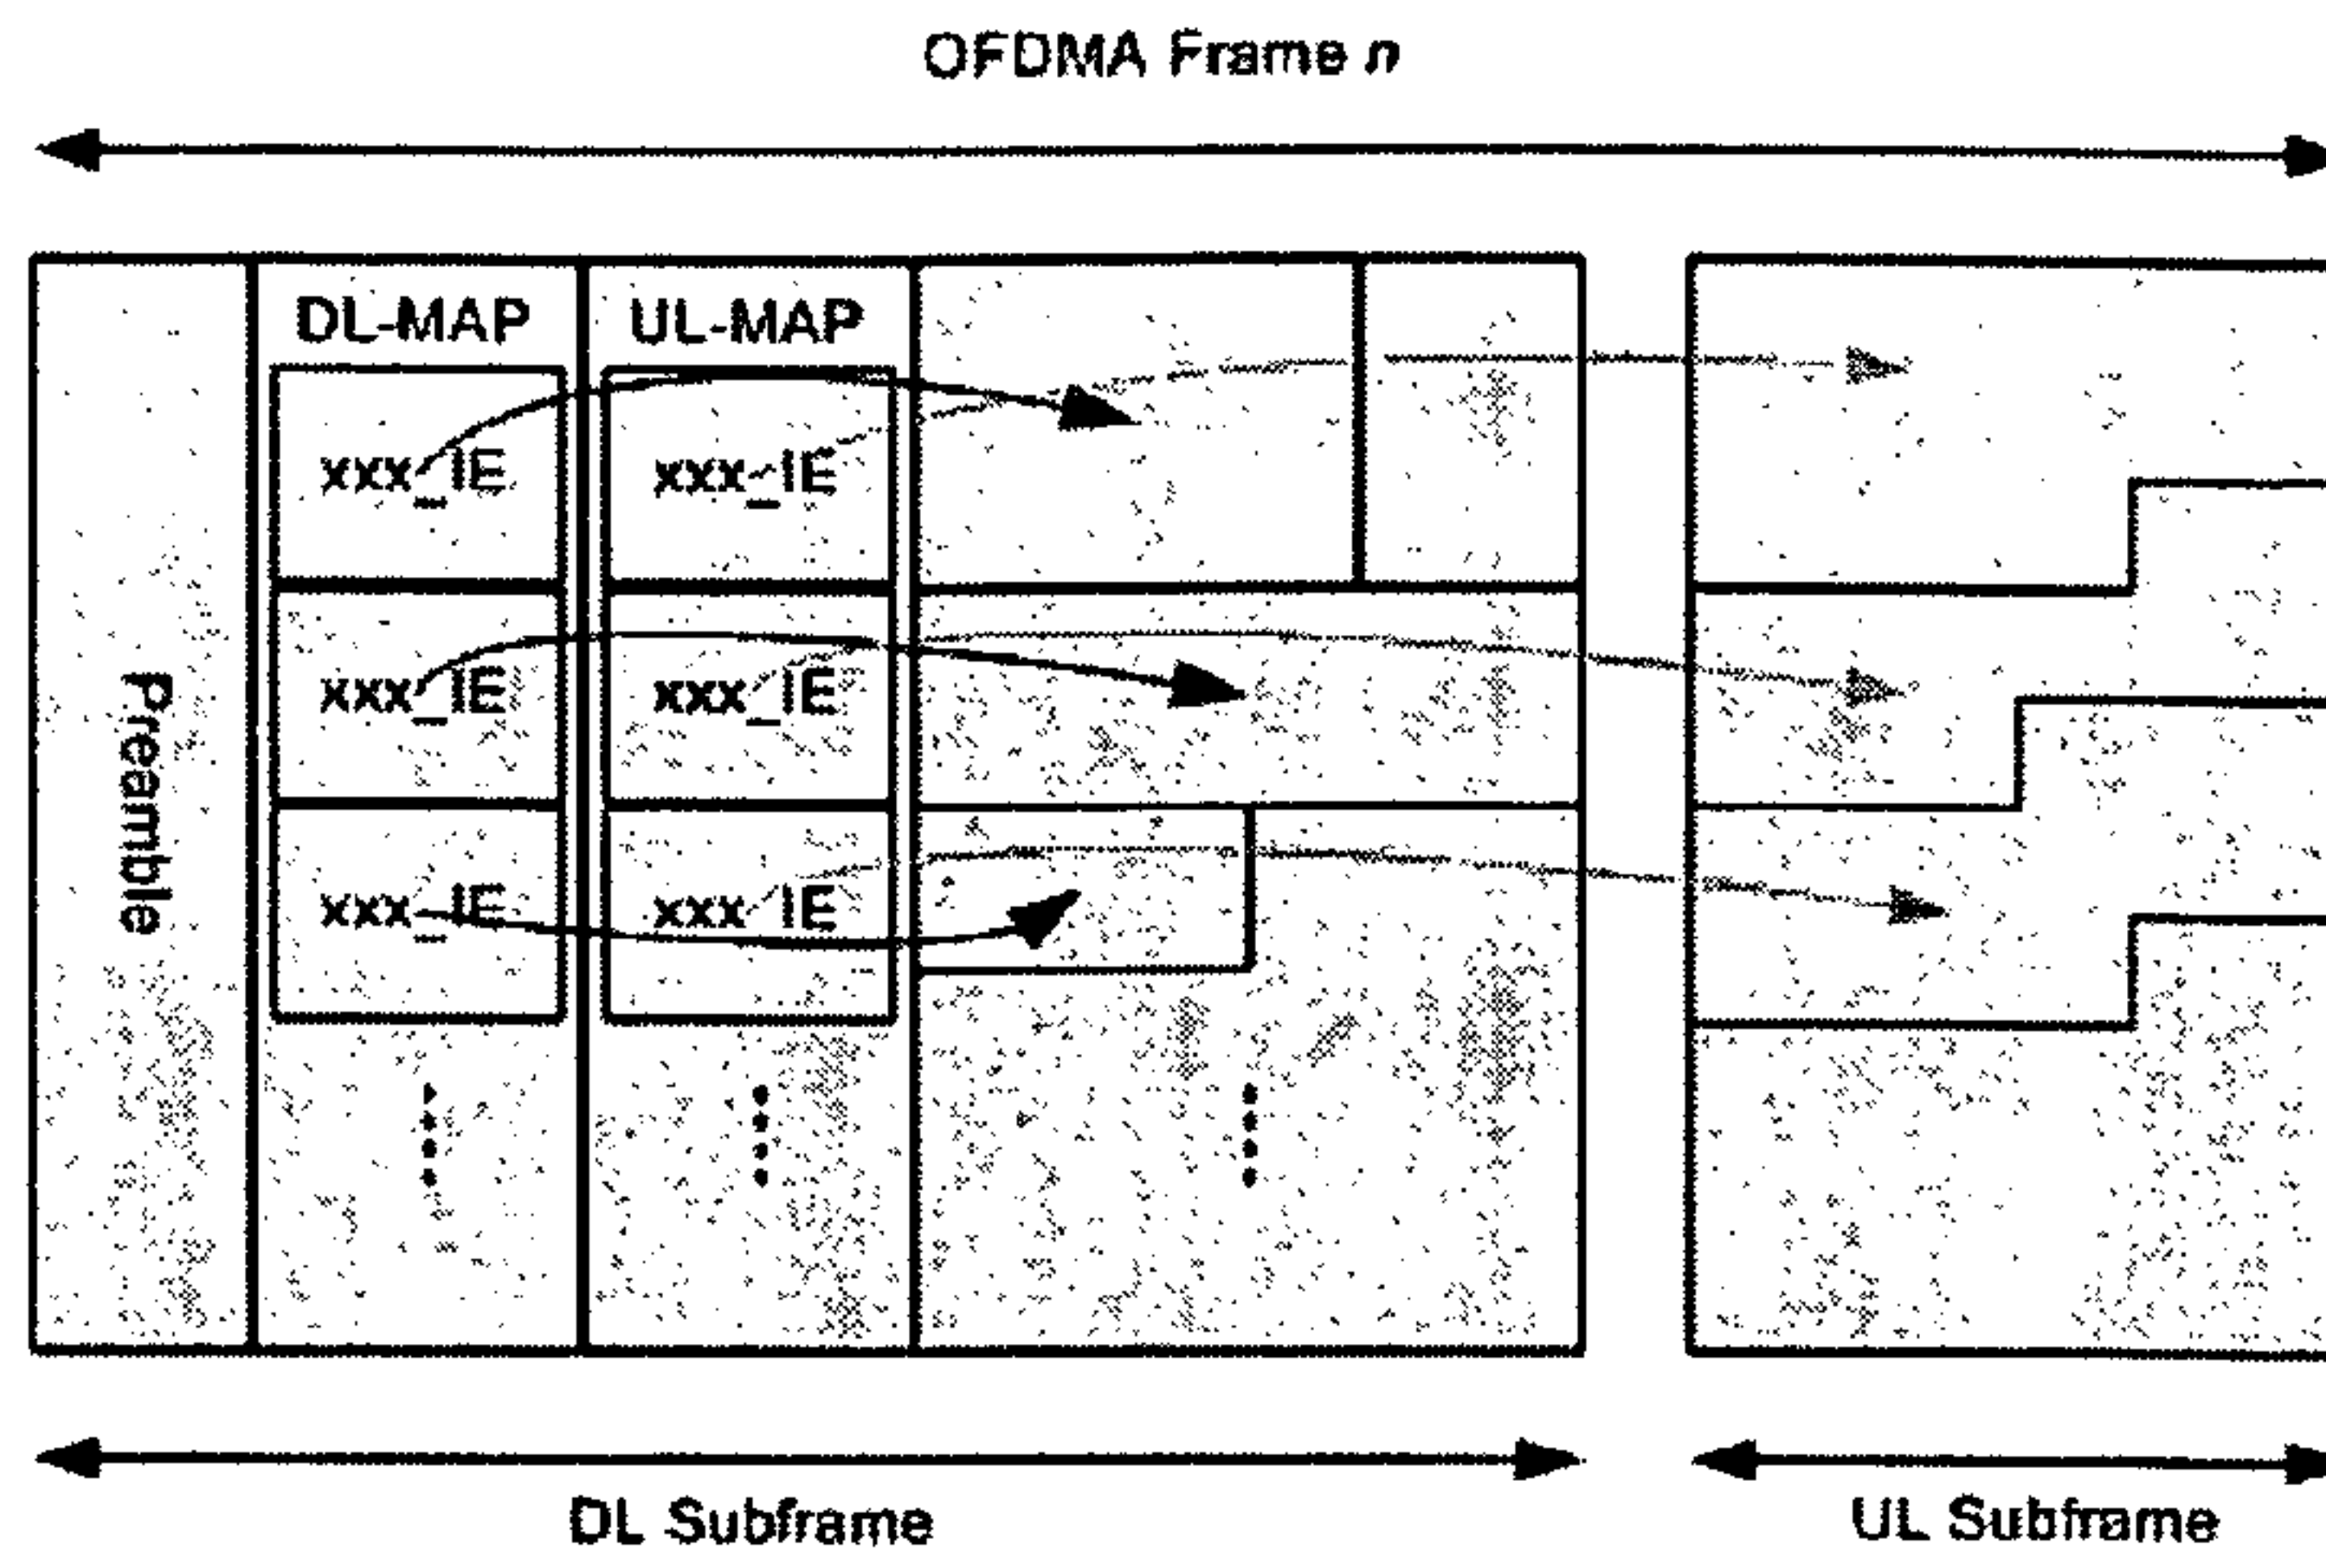 OFDMA Frame n
DL-MAP
UL-MAP
xxx_IE
xxx_IE
xxx_IE
xxx_IE
xxx_IE
xxx_IE
Preamble
DL Subframe
UL Subframe